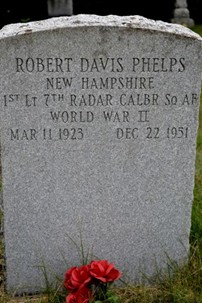 ROBERT DAVIS PHELPS
NEW HAMPSHIRE
1ST LT 7TH RADAR CALBR SQ AF
WORLD WAR II
MAR 11 1923 DEC 22 1951